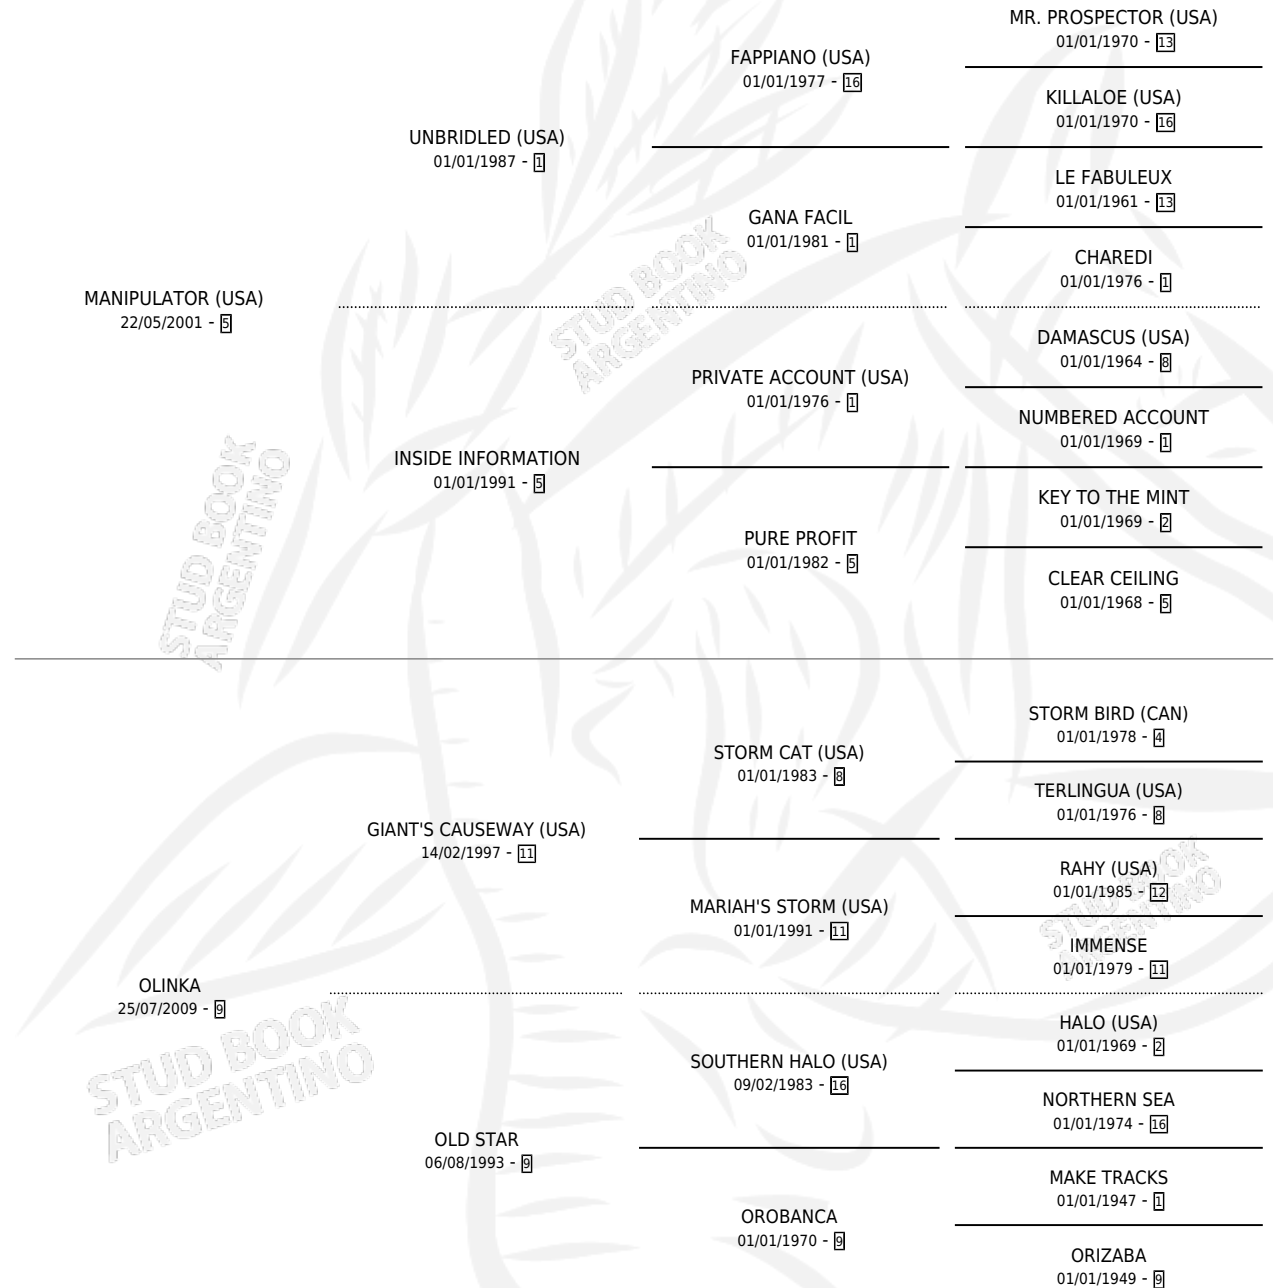 MR. PROSPECTOR (USA)
01/01/1970 - 13
FAPPIANO (USA)
01/01/1977 - 16
KILLALOE (USA)
01/01/1970 - 16
UNBRIDLED (USA)
01/01/1987 - 1
LE FABULEUX
01/01/1961 - 13
GANA FACIL
01/01/1981 - 1
CHAREDI
01/01/1976 - 1
MANIPULATOR (USA)
22/05/2001 - 5
DAMASCUS (USA)
01/01/1964 - 8
PRIVATE ACCOUNT (USA)
01/01/1976 - 1
NUMBERED ACCOUNT
01/01/1969 - 1
INSIDE INFORMATION
01/01/1991 - 5
KEY TO THE MINT
01/01/1969 - 2
PURE PROFIT
01/01/1982 - 5
CLEAR CEILING
01/01/1968 - 5
STORM BIRD (CAN)
01/01/1978 - 4
STORM CAT (USA)
01/01/1983 - 8
TERLINGUA (USA)
01/01/1976 - 8
GIANT'S CAUSEWAY (USA)
14/02/1997 - 11
RAHY (USA)
01/01/1985 - 12
MARIAH'S STORM (USA)
01/01/1991 - 11
IMMENSE
01/01/1979 - 11
OLINKA
25/07/2009 - 9
HALO (USA)
01/01/1969 - 2
SOUTHERN HALO (USA)
09/02/1983 - 16
NORTHERN SEA
01/01/1974 - 16
OLD STAR
06/08/1993 - 9
MAKE TRACKS
01/01/1947 - 1
OROBANCA
01/01/1970 - 9
ORIZABA
01/01/1949 - 9
STUD BOOK
ARGENTINO
STUD BOOK
ARGENTINO
STUD BOOK
ARGENTINO
STUD BOOK
ARGENTINO